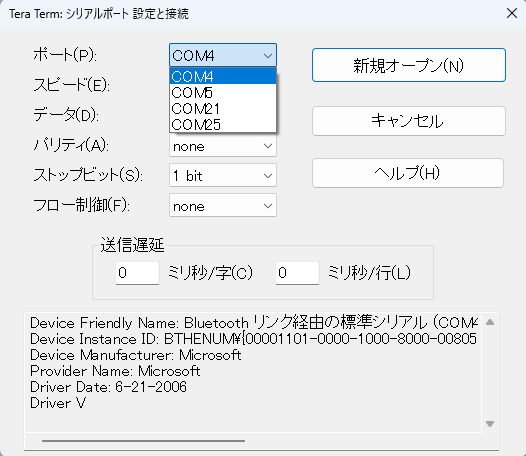 Tera Term: シリアルポート 設定と接続
ポート(P):
COM4
新規オープン(N)
COM4
COM5
COM21
COM25
スピード(E):
データ(D):
キャンセル
パリティ(A):
none
ストップビット(S):
1 bit
ヘルプ(H)
フロー制御(F):
none
送信遅延
0 ミリ秒/字(C) 0 ミリ秒/行(L)
Device Friendly Name: Bluetooth リンク経由の標準シリアル (COM4
Device Instance ID: BTHENUM¥{00001101-0000-1000-8000-00805
Device Manufacturer: Microsoft
Provider Name: Microsoft
Driver Date: 6-21-2006
Driver V